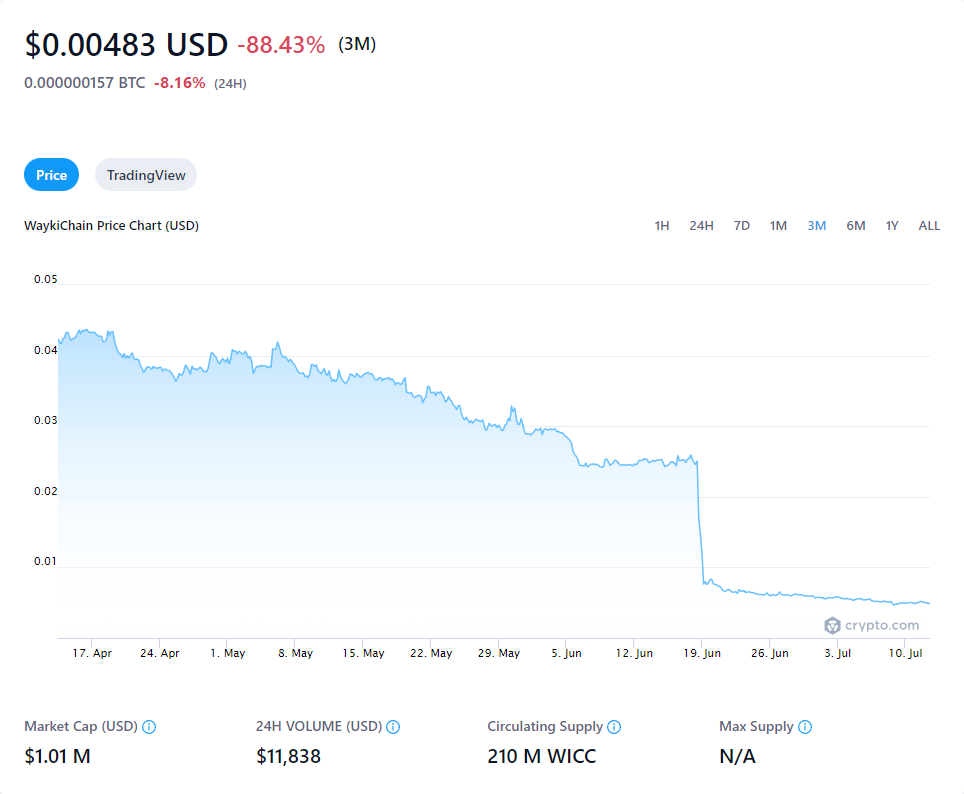 $0.00483 USD -88.43% (3M)
0.000000157 BTC -8.16% (24H)
Price TradingView
WaykiChain Price Chart (USD) 1H 24H 7D 1M 3M 6M 1Y ALL
0.05
0.04
0.03
0.02
0.01
crypto.com
17. Apr 24. Apr 1. May 8. May 15. May 22. May 29. May 5. Jun 12. Jun 19. Jun 26. Jun 3. Jul 10. Jul
Market Cap (USD) 24H VOLUME (USD) Circulating Supply Max Supply
$1.01 M $11,838 210 M WICC N/A